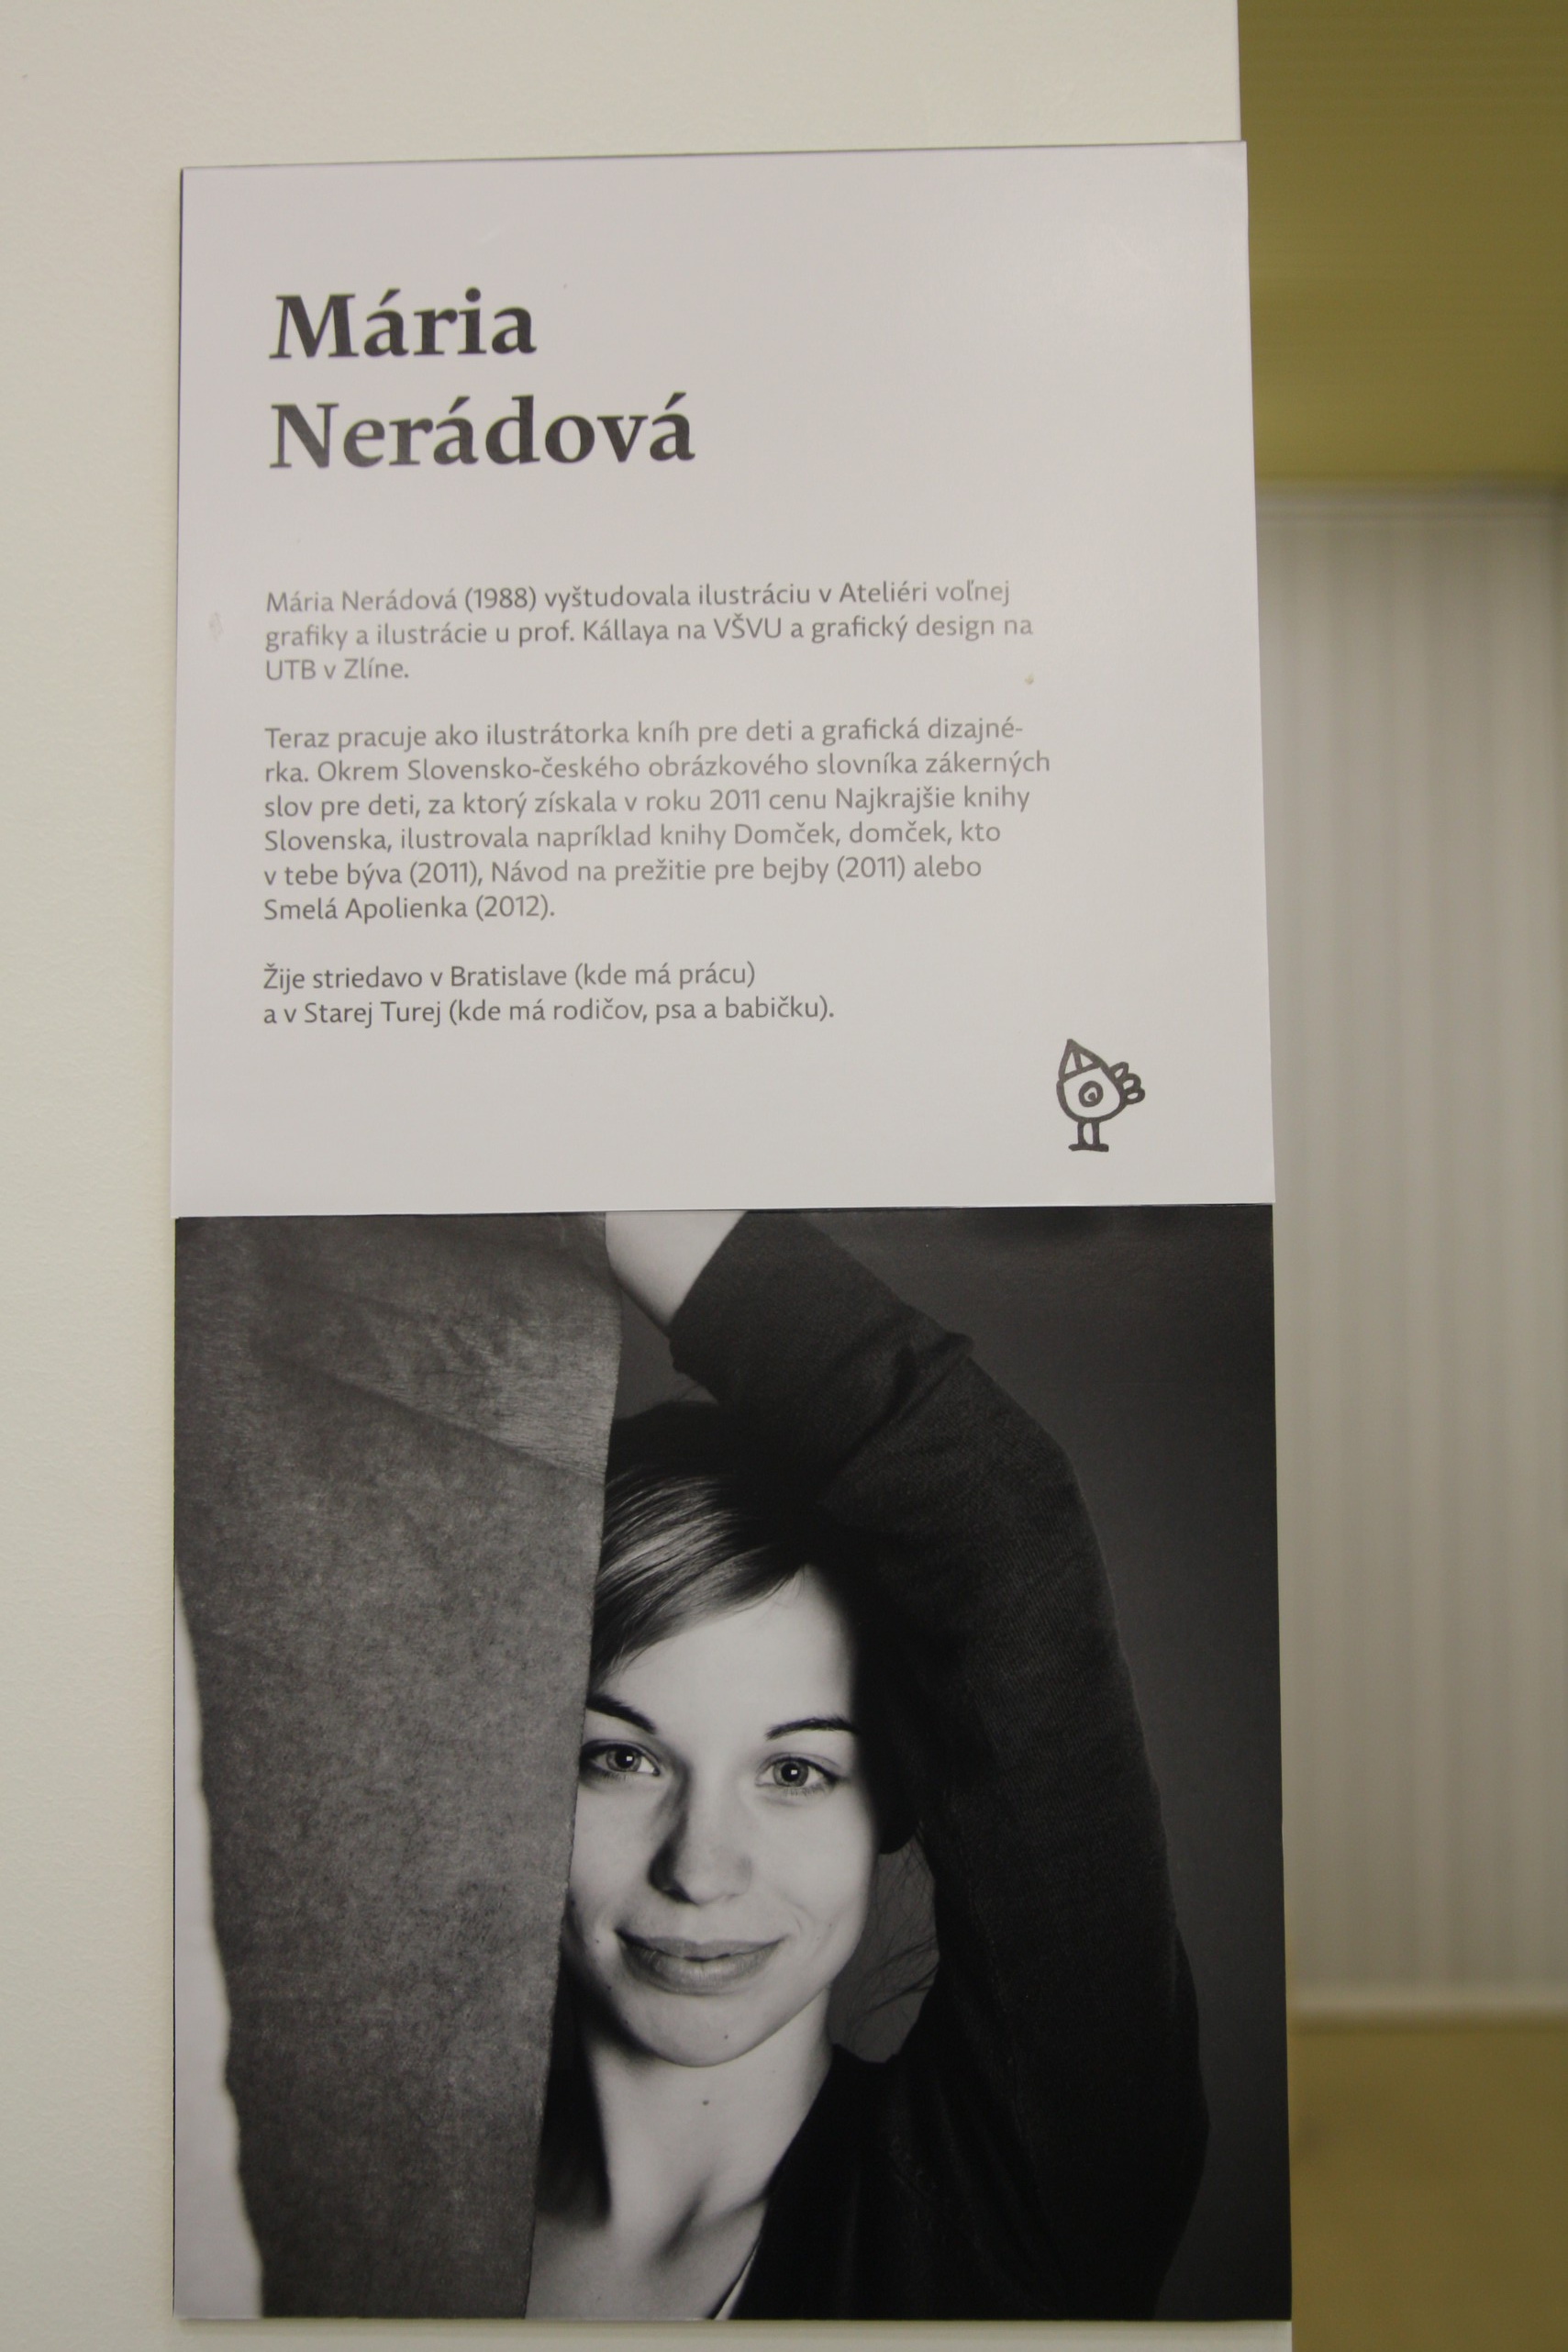 Mária
Nerádová
Mária Nerádová (1988) vyštudovala ilustráciu v Ateliéri voľnej
grafiky a ilustrácie u prof. Kállaya na VŠVU a grafický design na
UTB v Zlíne.
Teraz pracuje ako ilustrátorka kníh pre deti a grafická dizajné-
rka. Okrem Slovensko-českého obrázkového slovníka zákerných
slov pre deti, za ktorý získala v roku 2011 cenu Najkrajšie knihy
Slovenska, ilustrovala napríklad knihy Domček, domček, kto
v tebe býva (2011), Návod na prežitie pre bejby (2011) alebo
Smelá Apolienka (2012).
Žije striedavo v Bratislave (kde má prácu)
a v Starej Turej (kde má rodičov, psa a babičku).